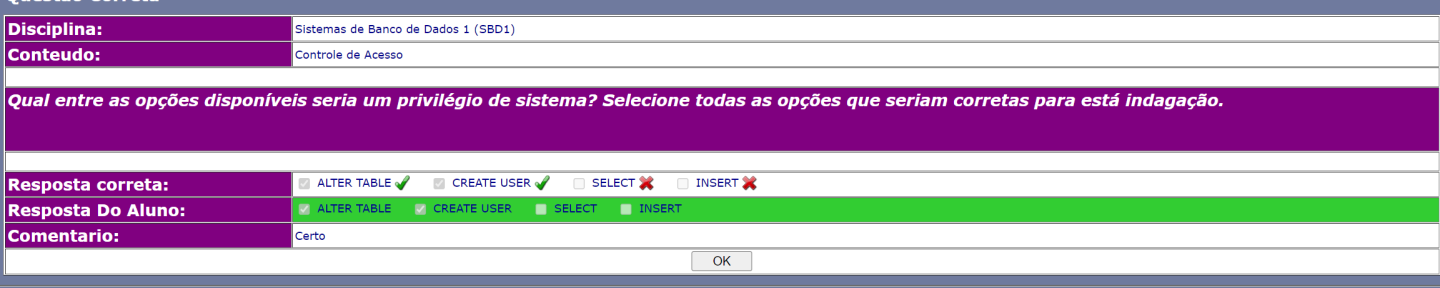 Questão Correta
Disciplina: Sistemas de Banco de Dados 1 (SBD1)
Conteudo: Controle de Acesso
Qual entre as opções disponíveis seria um privilégio de sistema? Selecione todas as opções que seriam corretas para está indagação.
Resposta correta: ALTER TABLE CREATE USER SELECT INSERT
Resposta Do Aluno: ALTER TABLE CREATE USER SELECT INSERT
Comentario: Certo
OK